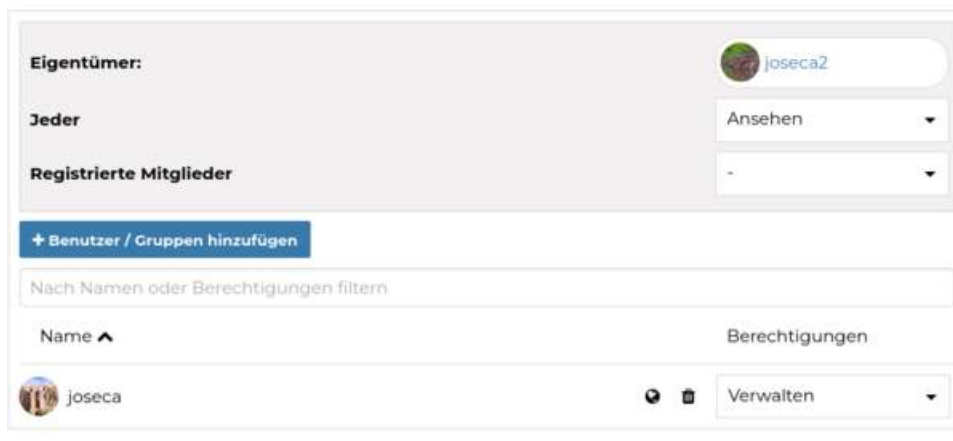 Eigentümer:
joseca2
Jeder
Ansehen
Registrierte Mitglieder
-
+ Benutzer / Gruppen hinzufügen
Nach Namen oder Berechtigungen filtern
Name
Berechtigungen
joseca
Verwalten